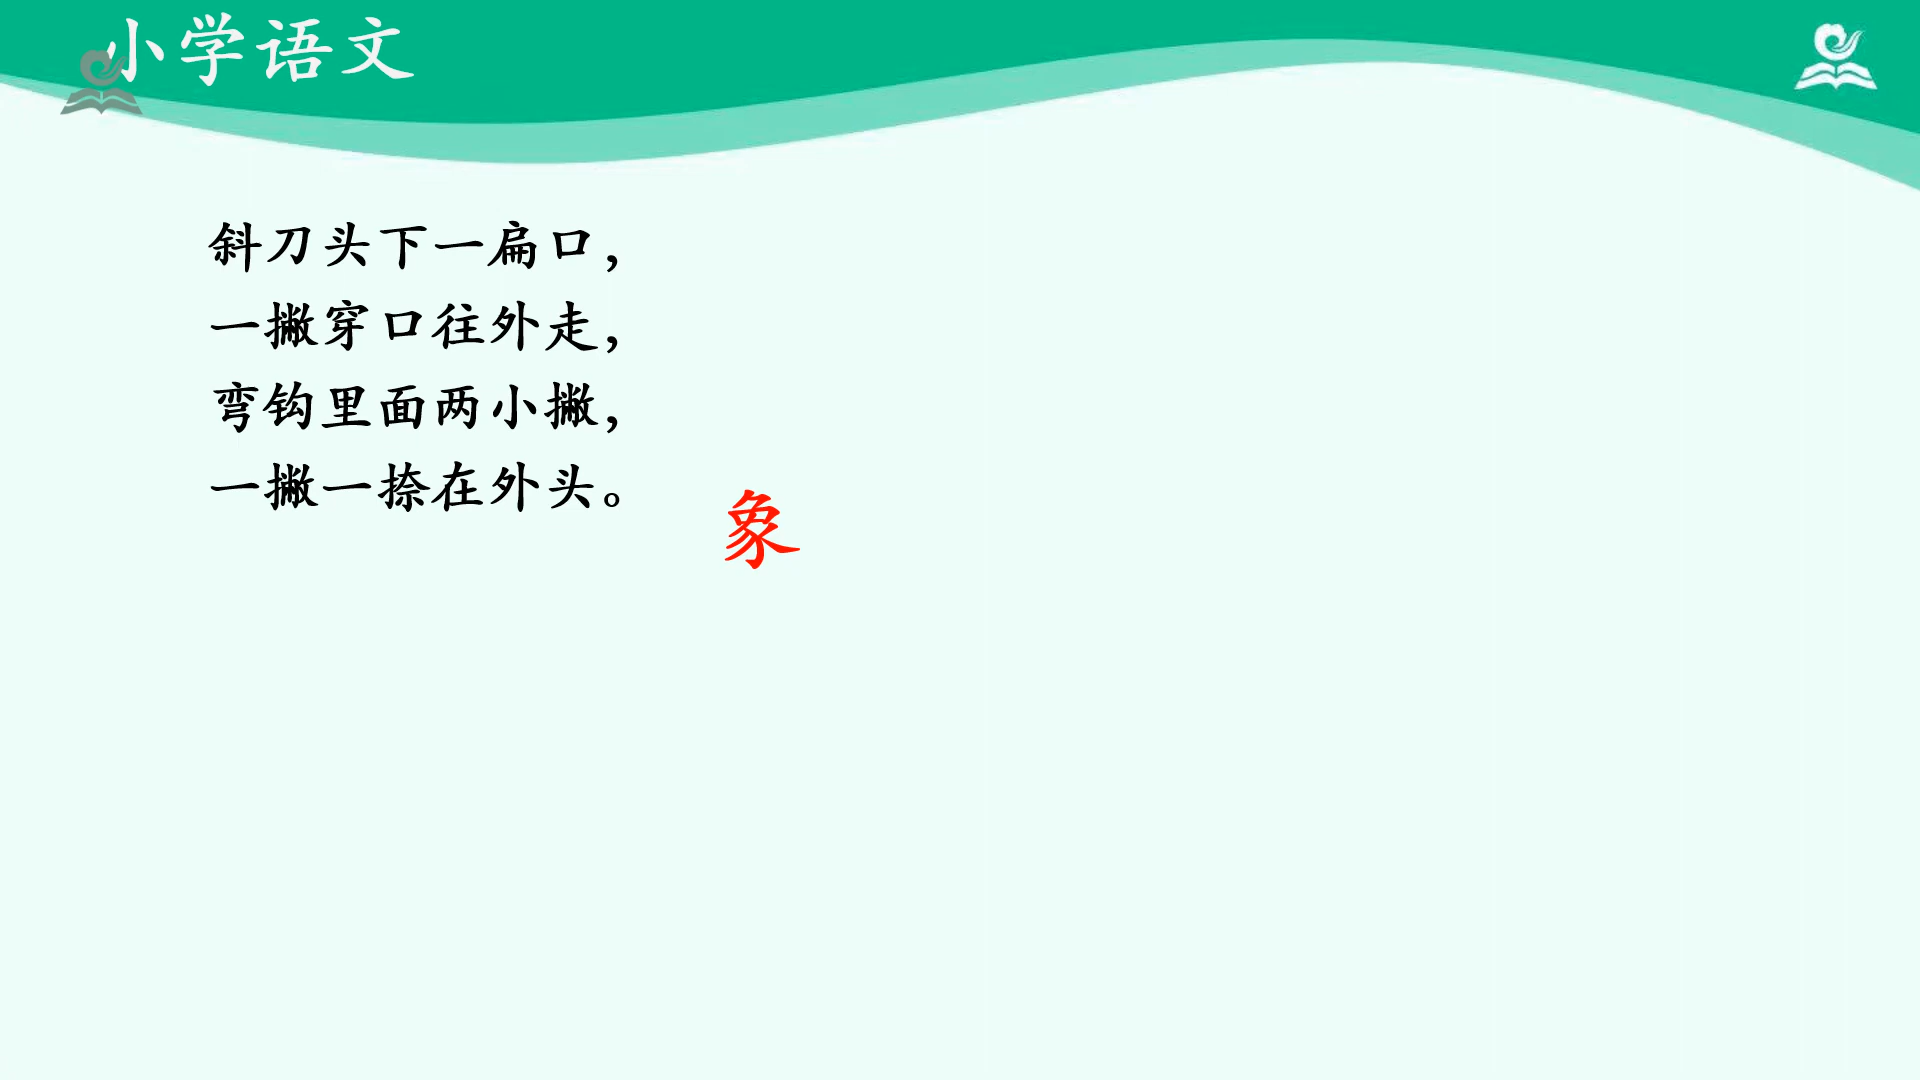 小学语文
斜刀头下一扁口，
一撇穿口往外走，
弯钩里面两小撇，
一撇一捺在外头。
象